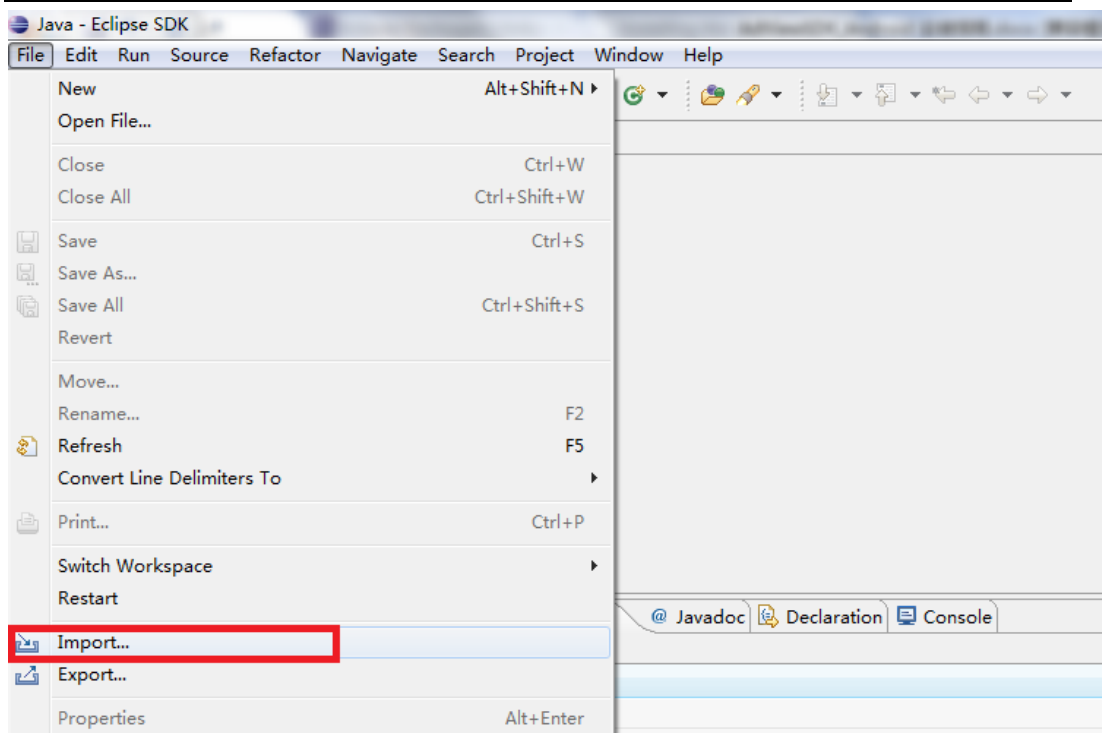 Java - Eclipse SDK
File Edit Run Source Refactor Navigate Search Project Window Help
New Alt+Shift+N
Open File...
Close Ctrl+W
Close All Ctrl+Shift+W
Save Ctrl+S
Save As...
Save All Ctrl+Shift+S
Revert
Move...
Rename... F2
Refresh F5
Convert Line Delimiters To
Print... Ctrl+P
Switch Workspace
Restart
@ Javadoc Declaration Console
Import...
Export...
Properties Alt+Enter